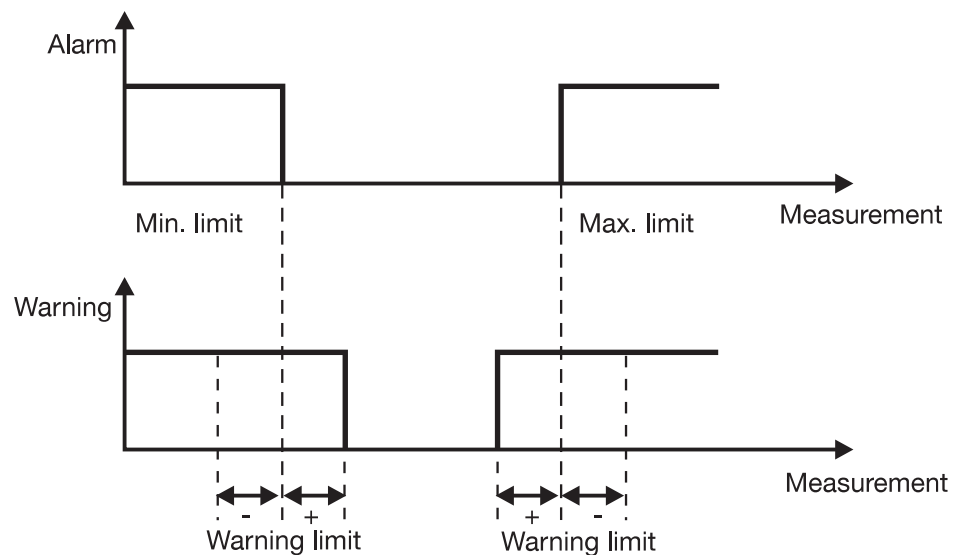 Alarm
Min. limit
Max. limit
Measurement
Warning
Measurement
- + + -
Warning limit Warning limit